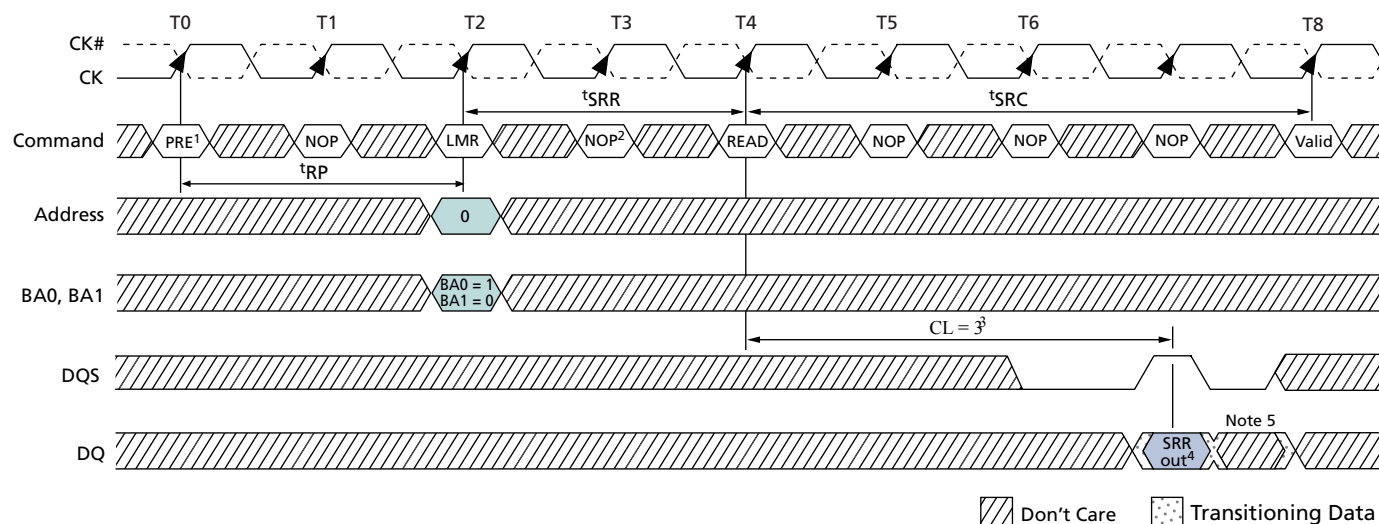 T0 T1 T2 T3 T4 T5 T6 T8
CK#
CK
tSRR tSRC
Command PRE1 NOP LMR NOP2 READ NOP NOP NOP Valid
tRP
Address 0
BA0, BA1 BA0 = 1
BA1 = 0
CL = 33
DQS
Note 5
DQ SRR
out4
Don't Care Transitioning Data